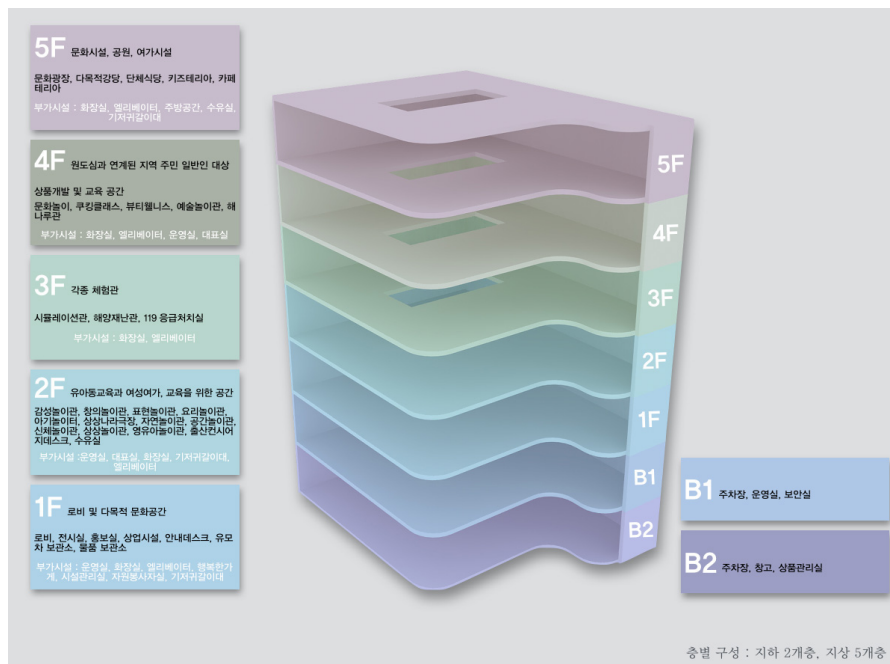 5F 문화시설, 공원, 여가시설
문화광장, 다목적강당, 단체식당, 키즈테리아, 카페
테리아
부가시설 : 화장실, 엘리베이터, 주방공간, 수유실,
기저귀갈이대
4F 원도심과 연계된 지역 주민 일반인 대상
상품개발 및 교육 공간
문화놀이, 쿠킹클래스, 뷰티웰니스, 예술놀이관, 해
나루관
부가시설 : 화장실, 엘리베이터, 운영실, 대표실
3F 각종 체험관
시뮬레이션관, 해양재난관, 119 응급처치실
부가시설 : 화장실, 엘리베이터
2F 유아동교육과 여성여가, 교육을 위한 공간
감성놀이관, 창의놀이관, 표현놀이관, 요리놀이관,
아기놀이터, 상상나라극장, 자연놀이관, 공간놀이관,
신체놀이관, 상상놀이관, 영유아놀이관, 출산컨시어
지데스크, 수유실
부가시설 :운영실, 대표실, 화장실, 기저귀갈이대,
엘리베이터
1F 로비 및 다목적 문화공간
로비, 전시실, 홍보실, 상업시설, 안내데스크, 유모
차 보관소, 물품 보관소
부가시설 : 운영실, 화장실, 엘리베이터, 행복한가
게, 시설관리실, 자원봉사자실, 기저귀갈이대
5F
4F
3F
2F
1F
B1
B2
B1 주차장, 운영실, 보안실
B2 주차장, 창고, 상품관리실
층별 구성 : 지하 2개층, 지상 5개층